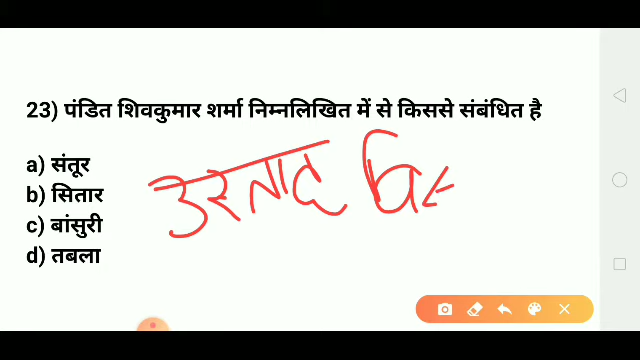 23) पंडित शिवकुमार शर्मा निम्नलिखित में से किससे संबंधित है
a) संतूर
b) सितार
c) बांसुरी
d) तबला
उस्ताद